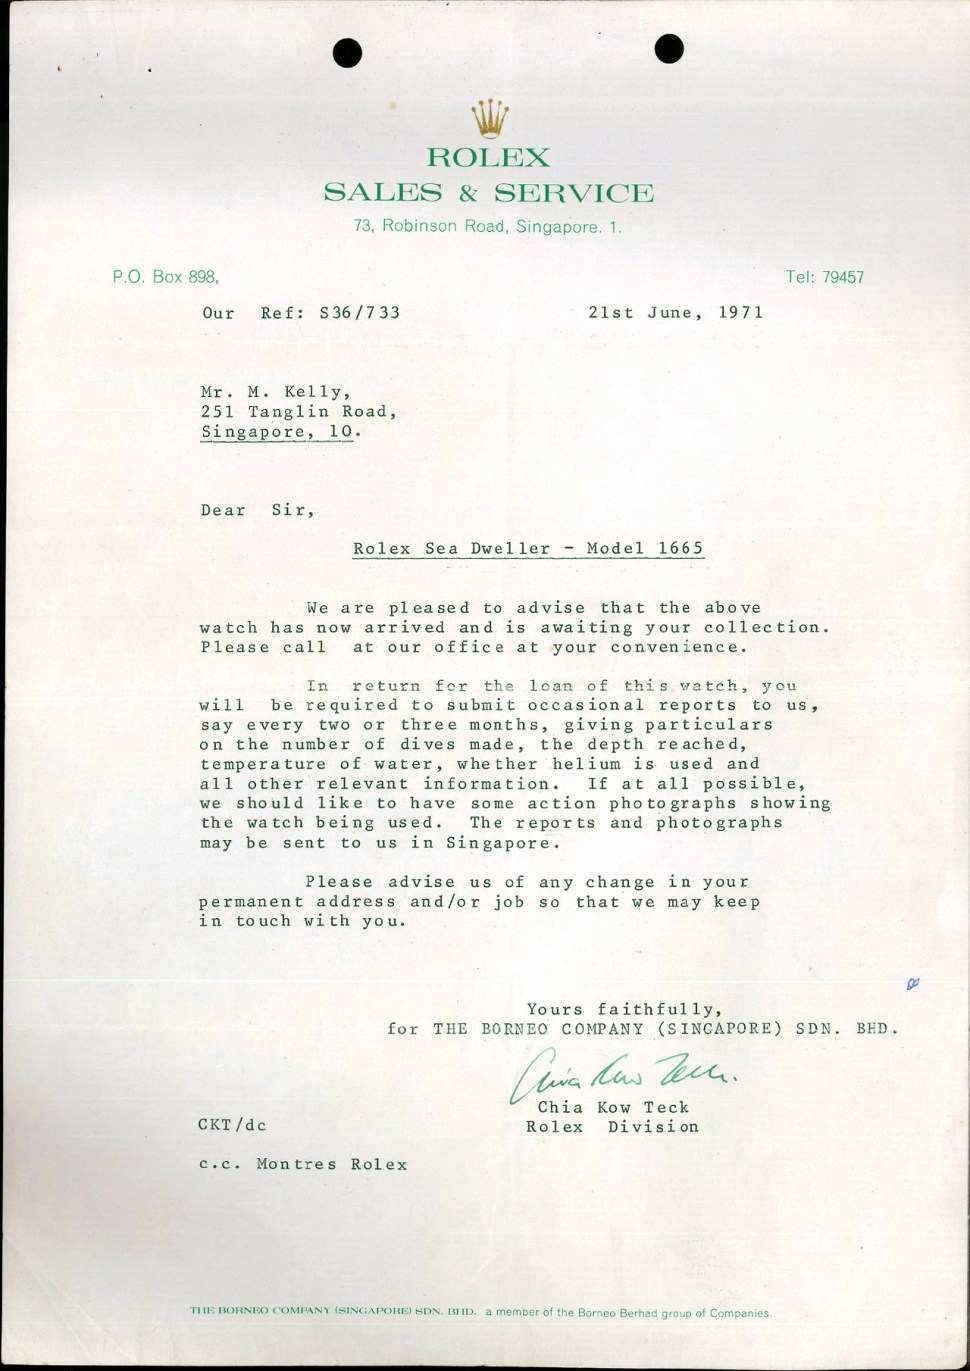 ROLEX
SALES & SERVICE
73, Robinson Road, Singapore. 1.
P.O. Box 898,
Tel: 79457
Our Ref: S36/733
21st June, 1971
Mr. M. Kelly,
251 Tanglin Road,
Singapore, 10.
Dear Sir,
Rolex Sea Dweller - Model 1665
We are pleased to advise that the above
watch has now arrived and is awaiting your collection.
Please call at our office at your convenience.
In return for the loan of this watch, you
will be required to submit occasional reports to us,
say every two or three months, giving particulars
on the number of dives made, the depth reached,
temperature of water, whether helium is used and
all other relevant information. If at all possible,
we should like to have some action photographs showing
the watch being used. The reports and photographs
may be sent to us in Singapore.
Please advise us of any change in your
permanent address and/or job so that we may keep
in touch with you.
Yours faithfully,
for THE BORNEO COMPANY (SINGAPORE) SDN. BHD.
Chia Kow Teck.
Chia Kow Teck
Rolex Division
CKT/dc
c.c. Montres Rolex
THE BORNEO COMPANY (SINGAPORE) SDN. BHD. a member of the Borneo Berhad group of Companies.